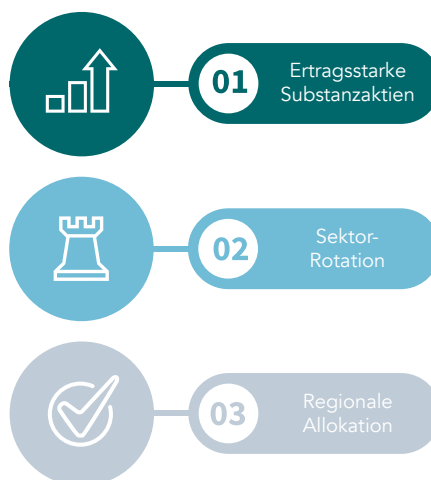 01
Ertragsstarke
Substanzaktien
02
Sektor-
Rotation
03
Regionale
Allokation